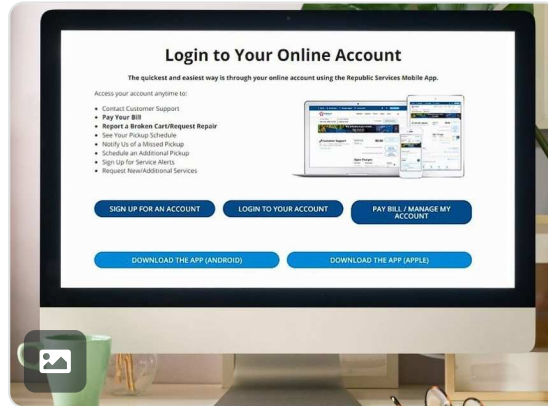 Login to Your Online Account
The quickest and easiest way is through your online account using the Republic Services Mobile App.
Access your account anytime to:
• Contact Customer Support
• Pay Your Bill
• Report a Broken Cart/Request Repair
• See Your Pickup Schedule
• Notify Us of a Missed Pickup
• Schedule an Additional Pickup
• Sign Up for Service Alerts
• Request New/Additional Services
Customer Support
SIGN UP FOR AN ACCOUNT
LOGIN TO YOUR ACCOUNT
PAY BILL / MANAGE MY
ACCOUNT
DOWNLOAD THE APP (ANDROID)
DOWNLOAD THE APP (APPLE)